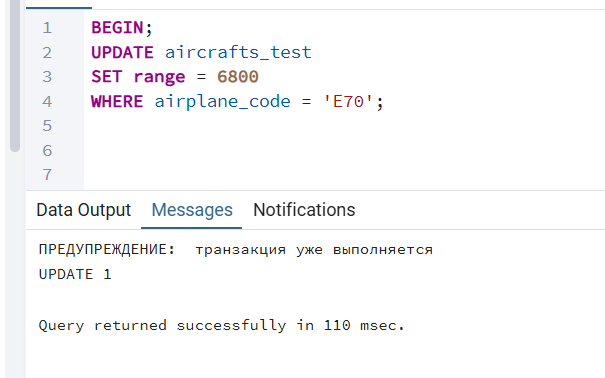 1 BEGIN;
2 UPDATE aircrafts_test
3 SET range = 6800
4 WHERE airplane_code = 'E70';
5
6
7
Data Output Messages Notifications
ПРЕДУПРЕЖДЕНИЕ: транзакция уже выполняется
UPDATE 1
Query returned successfully in 110 msec.